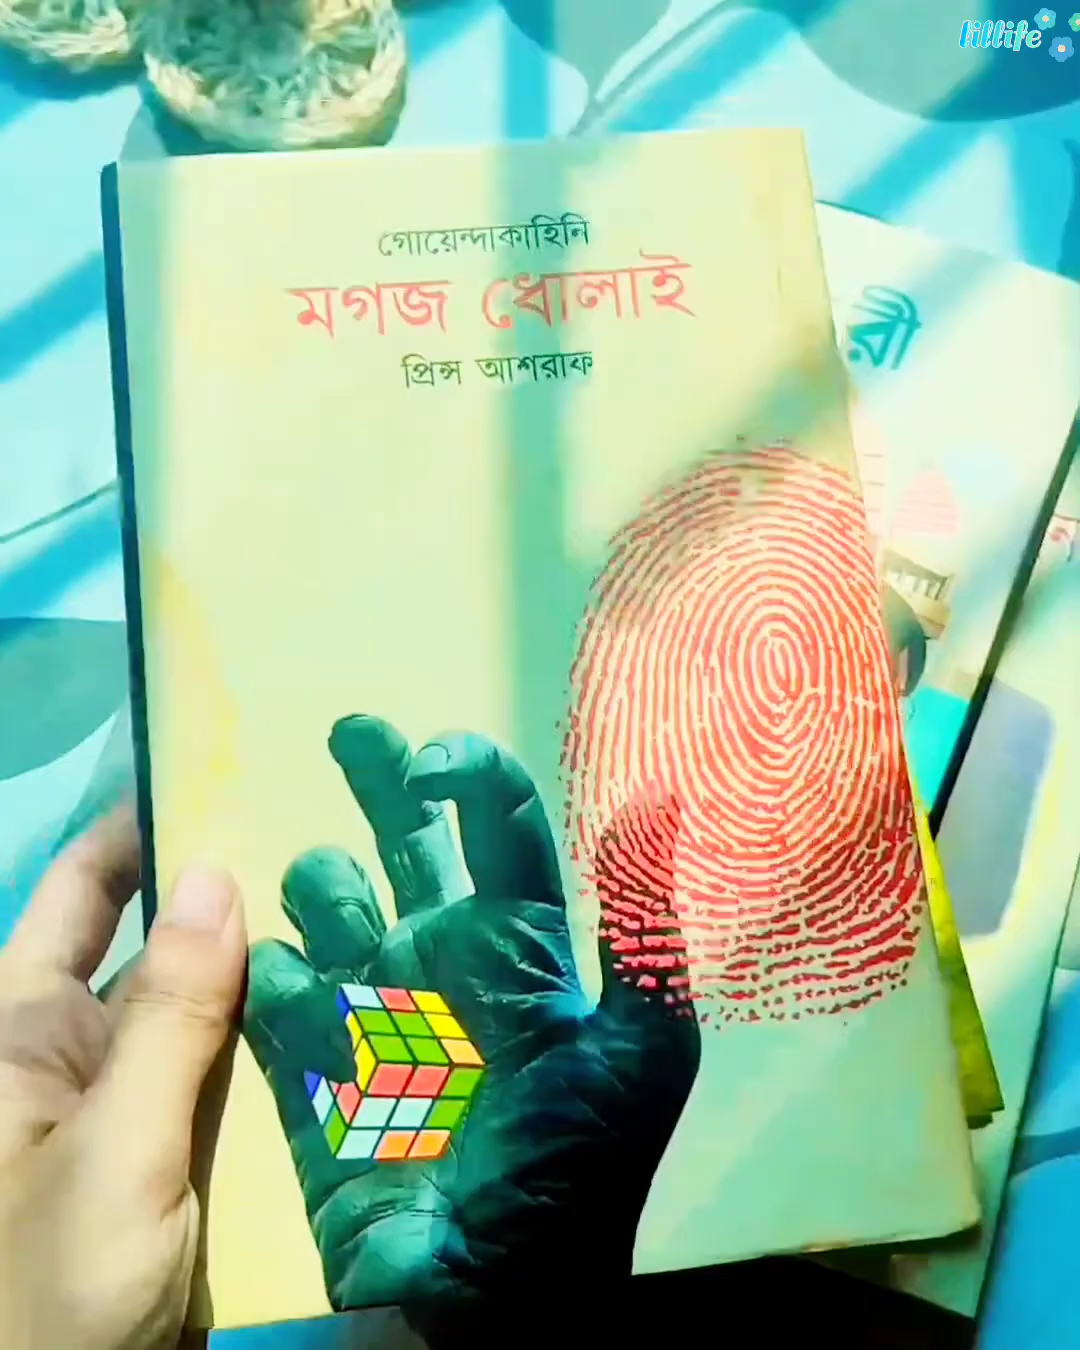 lillife
গোয়েন্দাকাহিনি
মগজ ধোলাই
প্রিন্স আশরাফ
রী